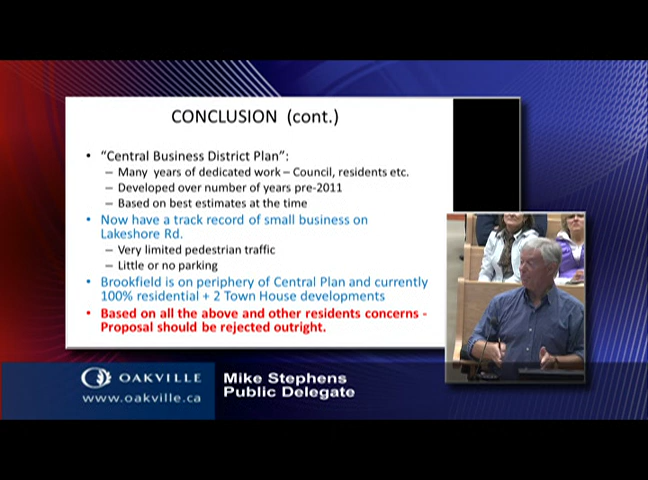 CONCLUSION (cont.)
• “Central Business District Plan”:
– Many years of dedicated work – Council, residents etc.
– Developed over number of years pre-2011
– Based on best estimates at the time
• Now have a track record of small business on
Lakeshore Rd.
– Very limited pedestrian traffic
– Little or no parking
• Brookfield is on periphery of Central Plan and currently
100% residential + 2 Town House developments
• Based on all the above and other residents concerns -
Proposal should be rejected outright.
OAKVILLE
www.oakville.ca
Mike Stephens
Public Delegate